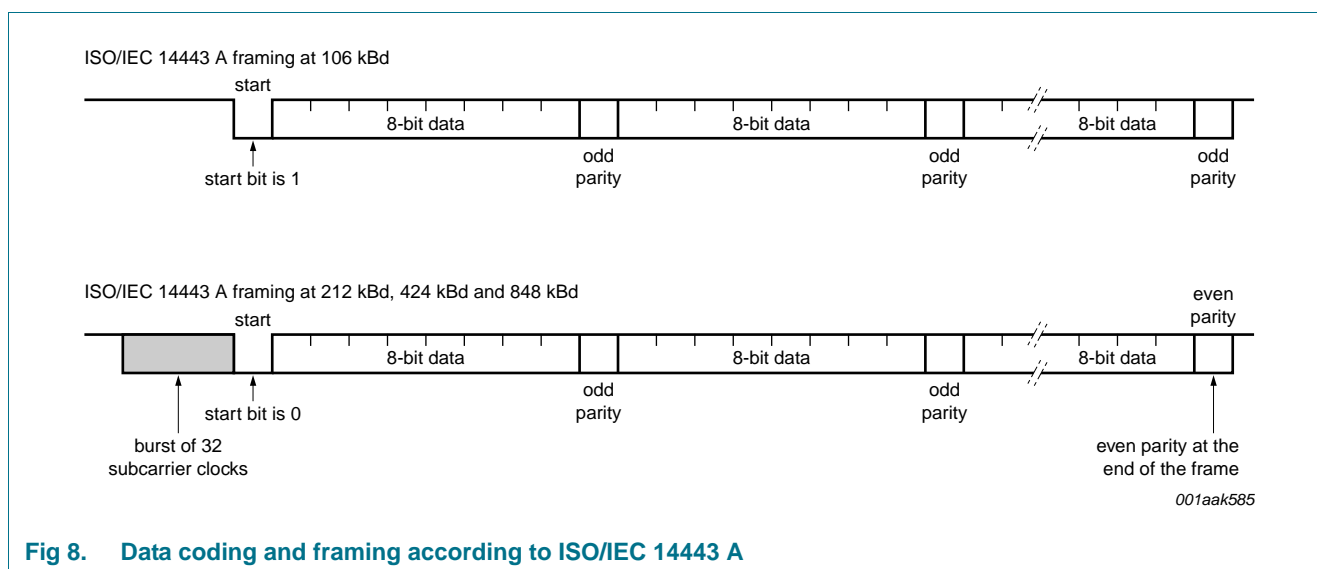 ISO/IEC 14443 A framing at 106 kBd
start
8-bit data
8-bit data
8-bit data
start bit is 1
odd
parity
odd
parity
odd
parity
ISO/IEC 14443 A framing at 212 kBd, 424 kBd and 848 kBd
even
parity
start
8-bit data
8-bit data
8-bit data
start bit is 0
odd
parity
odd
parity
burst of 32
subcarrier clocks
even parity at the
end of the frame
001aak585
Fig 8. Data coding and framing according to ISO/IEC 14443 A